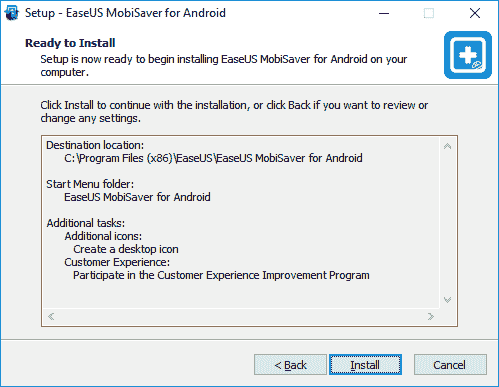 Setup - EaseUS MobiSaver for Android
Ready to Install
Setup is now ready to begin installing EaseUS MobiSaver for Android on your
computer.
Click Install to continue with the installation, or click Back if you want to review or
change any settings.
Destination location:
C:\Program Files (x86)\EaseUS\EaseUS MobiSaver for Android
Start Menu folder:
EaseUS MobiSaver for Android
Additional tasks:
Additional icons:
Create a desktop icon
Customer Experience:
Participate in the Customer Experience Improvement Program
< Back
Install
Cancel